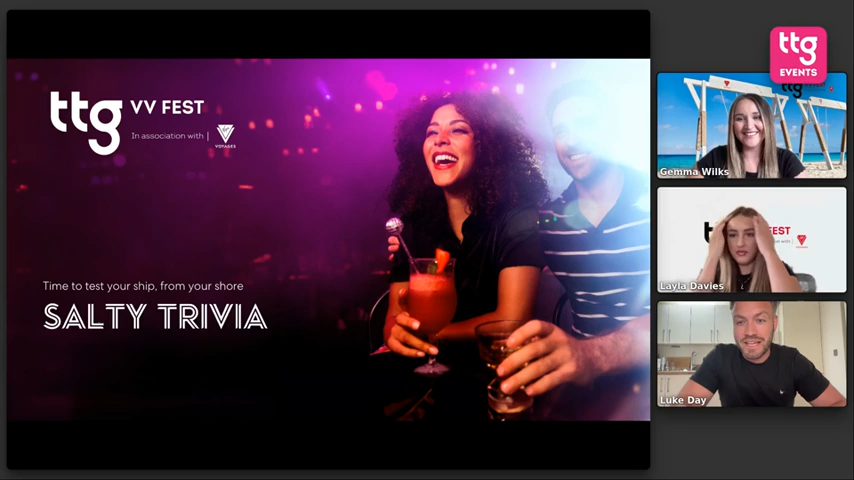 ttg VV FEST
In association with
VOYAGES
Time to test your ship, from your shore
SALTY TRIVIA
ttg
EVENTS
ttg
Gemma Wilks
FEST
Layla Davies
Luke Day